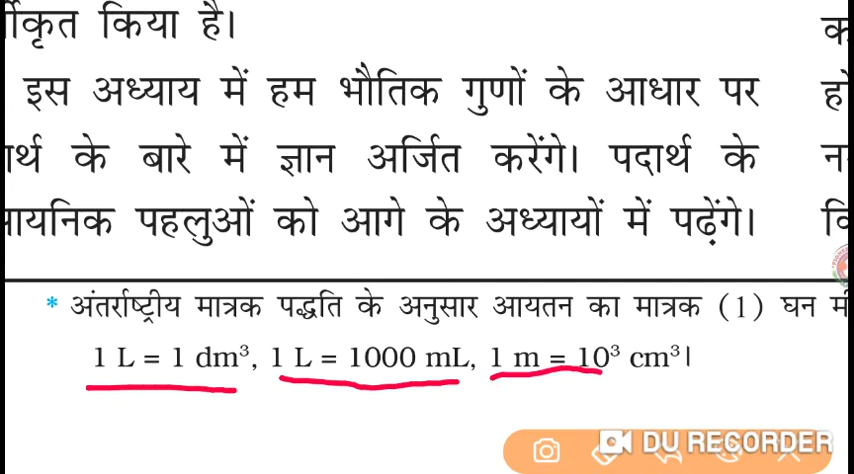 र्गीकृत किया है।
इस अध्याय में हम भौतिक गुणों के आधार पर
के बारे में ज्ञान अर्जित करेंगे। पदार्थ के
पहलुओं को आगे के अध्यायों में पढ़ेंगे।
* अंतर्राष्ट्रीय मात्रक पद्धति के अनुसार आयतन का मात्रक (1) घन
1 L = 1 dm³, 1 L = 1000 mL, 1 m = 10³ cm³।
DU RECORDER